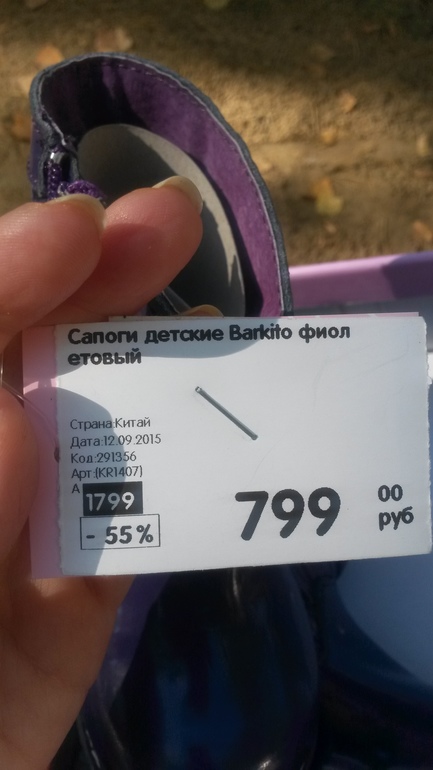 Сапоги детские Barkito фиол
етовый
Страна:Китай
Дата:12.09.2015
Код:291356
Арт:(KR1407)
А
1799
- 55%
799
00
руб